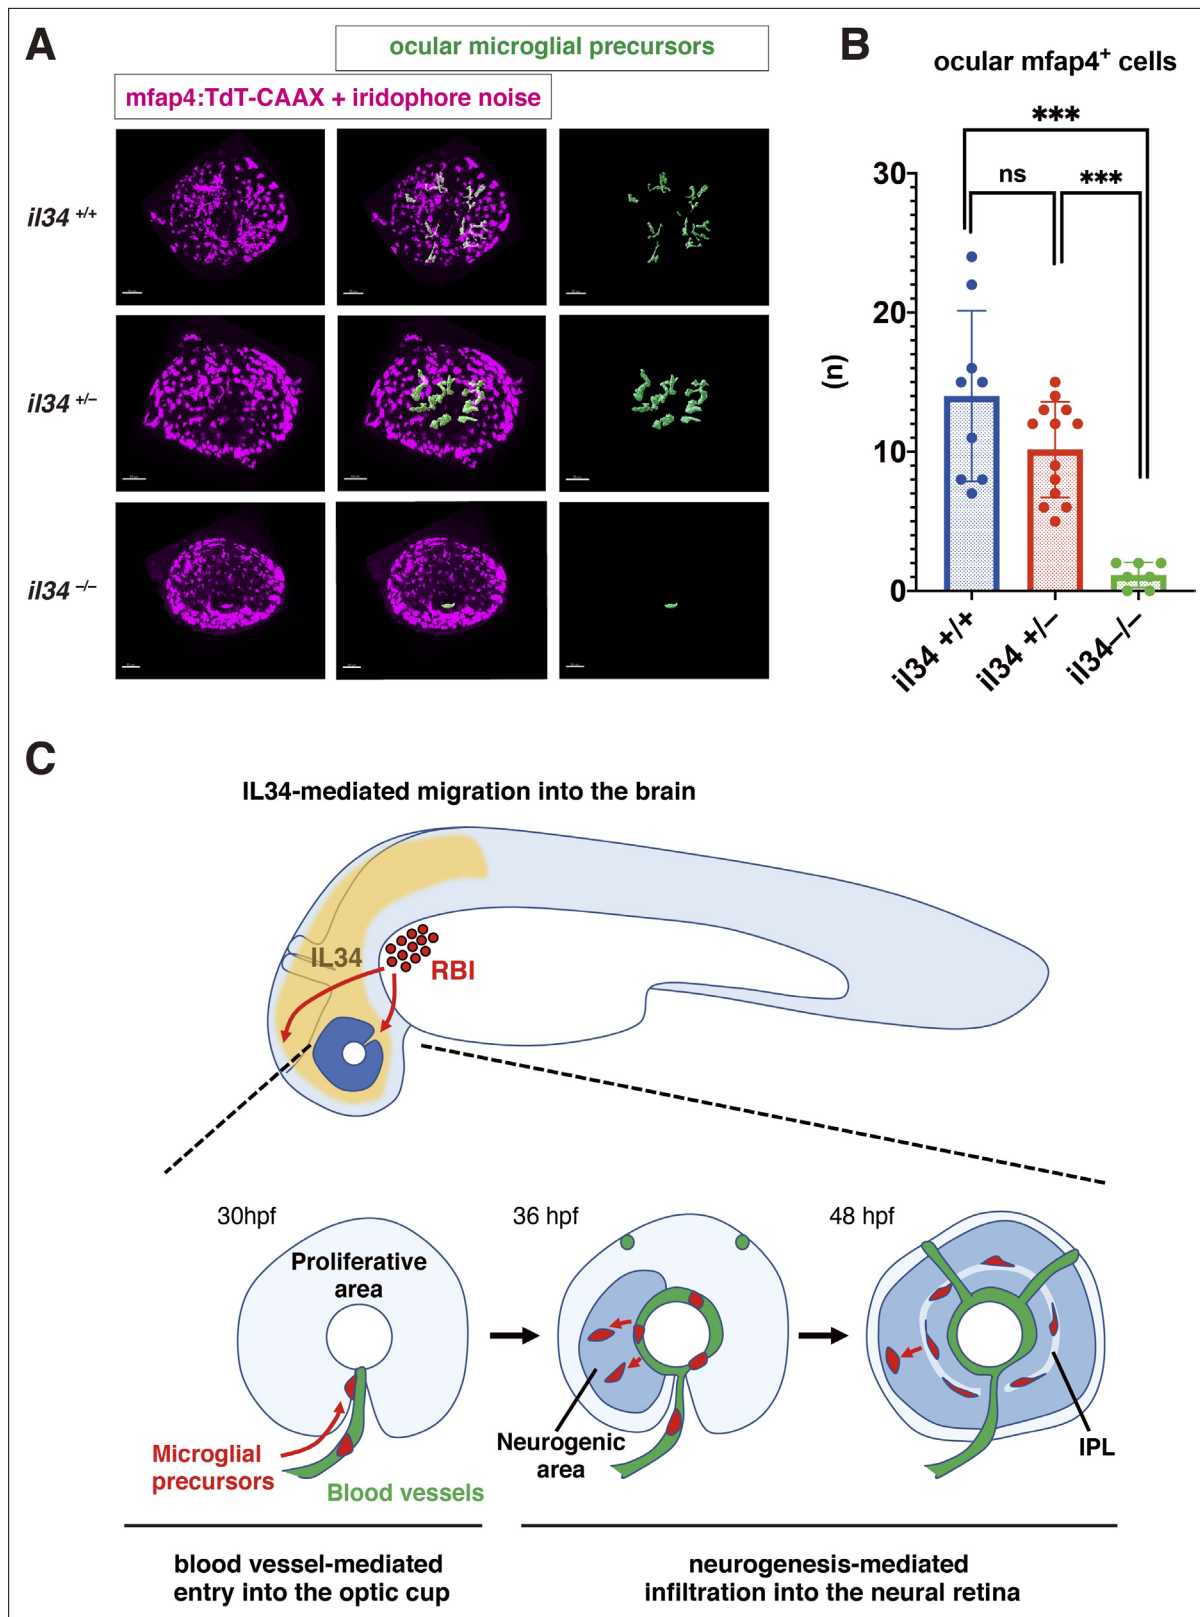 A
ocular microglial precursors
mfap4:TdT-CAAX + iridophore noise
il34 +/+
il34 +/–
il34 –/–
B
ocular mfap4+ cells
***
ns
***
30
20
10
0
(n)
il34 +/+
il34 +/–
il34–/–
C
IL34-mediated migration into the brain
IL34
RBI
30hpf
36 hpf
48 hpf
Proliferative
area
Microglial
precursors
Blood vessels
Neurogenic
area
IPL
blood vessel-mediated
entry into the optic cup
neurogenesis-mediated
infiltration into the neural retina